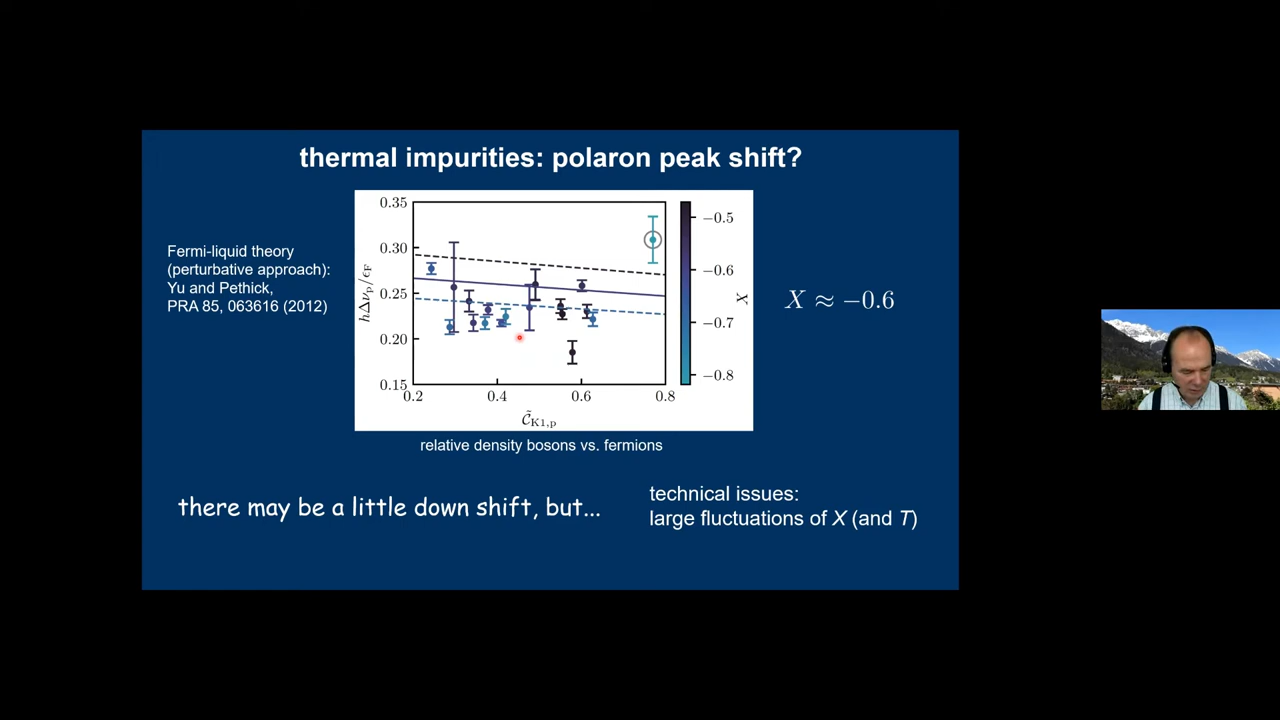 thermal impurities: polaron peak shift?
Fermi-liquid theory
(perturbative approach):
Yu and Pethick,
PRA 85, 063616 (2012)
0.35
0.30
0.25
0.20
0.15
hΔν_p/ϵ_F
0.2 0.4 0.6 0.8
C̃_K1,p
−0.5
−0.6
−0.7
−0.8
X
X ≈ −0.6
relative density bosons vs. fermions
there may be a little down shift, but...
technical issues:
large fluctuations of X (and T)